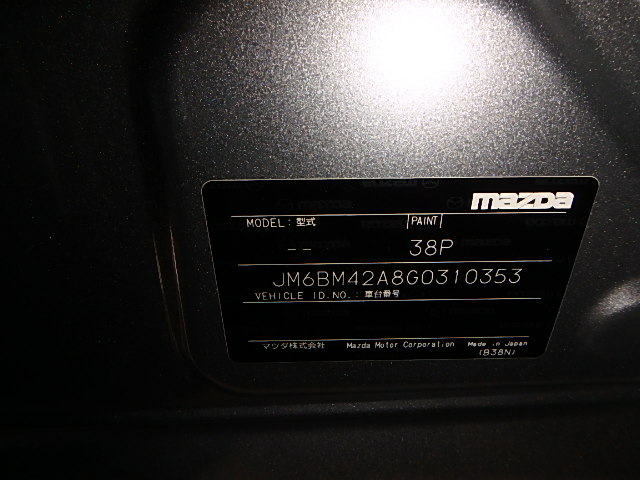 mazda
MODEL: 型式 PAINT
-- 38P
JM6BM42A8G0310353
VEHICLE ID.NO.: 車台番号
マツダ株式会社 Mazda Motor Corporation Made in Japan
(B38N)